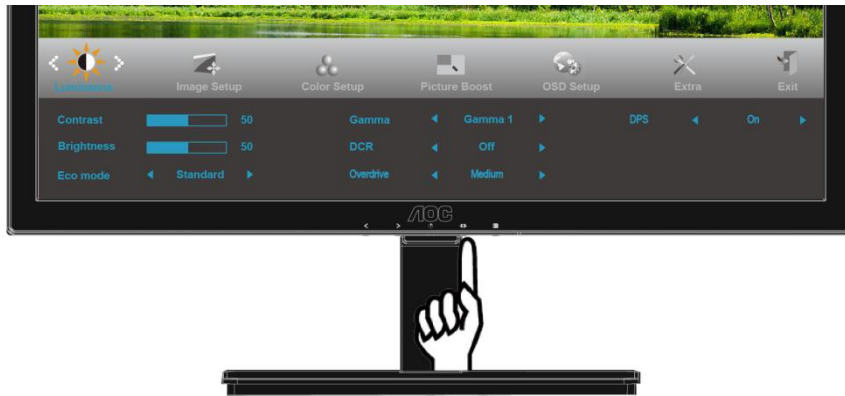 Luminance Image Setup Color Setup Picture Boost OSD Setup Extra Exit
Contrast 50 Gamma Gamma 1 DPS On
Brightness 50 DCR Off
Eco mode Standard Overdrive Medium
AOC